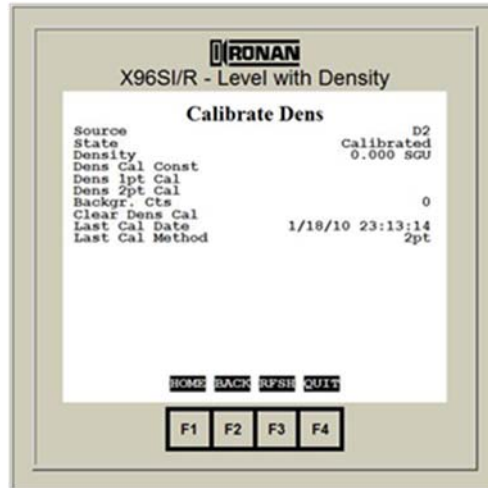 RONAN
X96SI/R - Level with Density
Calibrate Dens
Source D2
State Calibrated
Density 0.000 SGU
Dens Cal Const
Dens 1pt Cal
Dens 2pt Cal
Backgr. Cts 0
Clear Dens Cal
Last Cal Date 1/18/10 23:13:14
Last Cal Method 2pt
HOME BACK RFSH QUIT
F1 F2 F3 F4